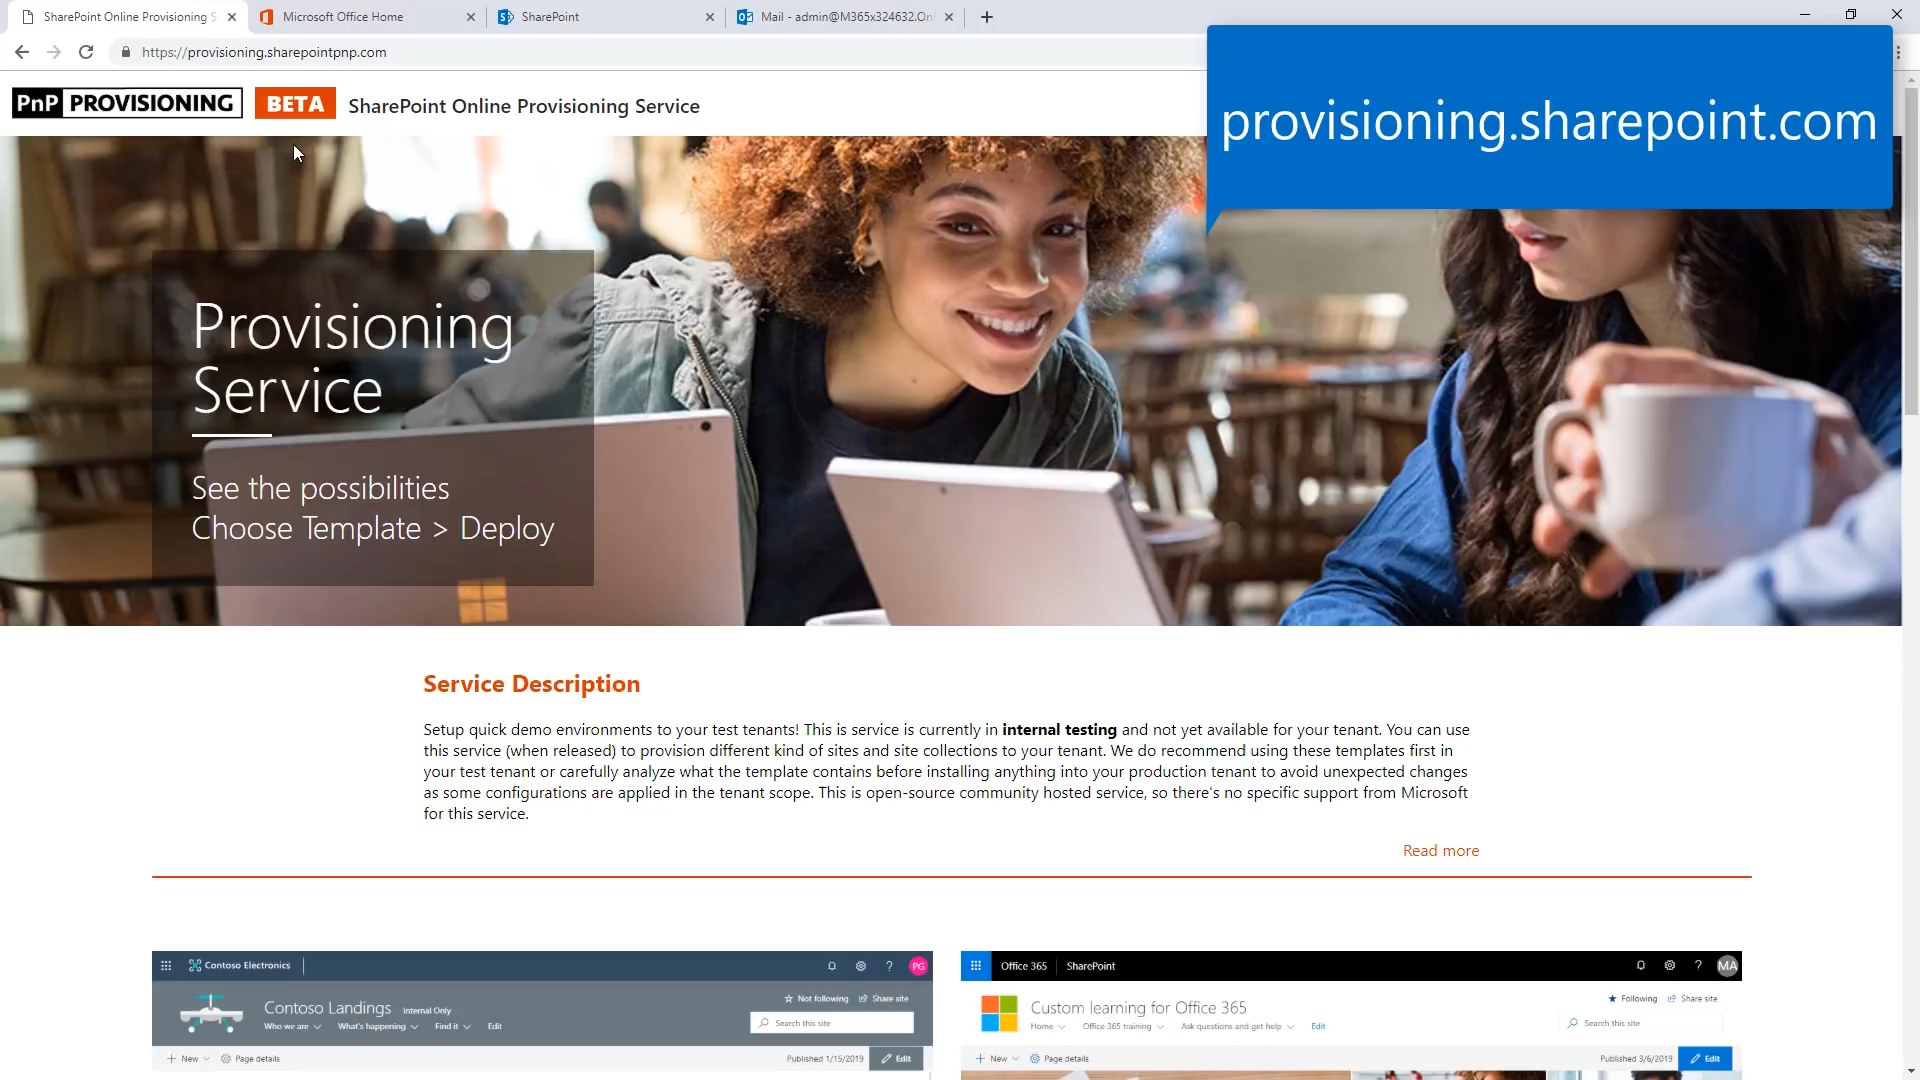 SharePoint Online Provisioning S
Microsoft Office Home
SharePoint
Mail - admin@M365x324632.On
https://provisioning.sharepointpnp.com
PnP PROVISIONING BETA SharePoint Online Provisioning Service
provisioning.sharepoint.com
Provisioning
Service
See the possibilities
Choose Template > Deploy
Service Description
Setup quick demo environments to your test tenants! This is service is currently in internal testing and not yet available for your tenant. You can use
this service (when released) to provision different kind of sites and site collections to your tenant. We do recommend using these templates first in
your test tenant or carefully analyze what the template contains before installing anything into your production tenant to avoid unexpected changes
as some configurations are applied in the tenant scope. This is open-source community hosted service, so there's no specific support from Microsoft
for this service.
Read more
Contoso Electronics
PG
Not following Share site
Contoso Landings Internal Only
Who we are What's happening Find it Edit
Search this site
New Page details
Published 1/15/2019 Edit
Office 365 SharePoint
MA
Following Share site
Custom learning for Office 365
Home Office 365 training Ask questions and get help Edit
Search this site
New Page details
Published 3/6/2019 Edit